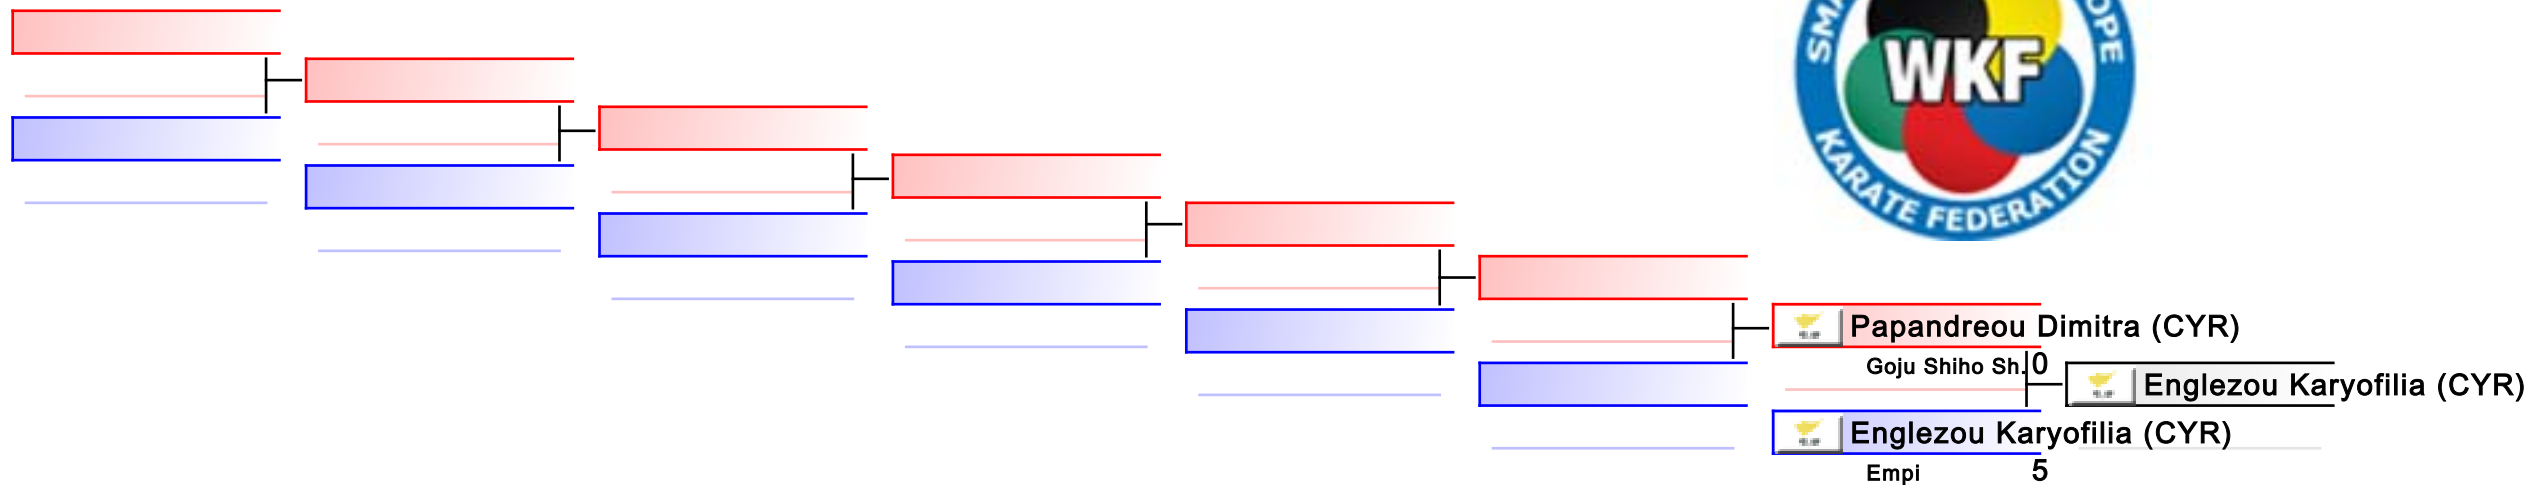 WKF
KARATE FEDERATION
Papandreou Dimitra (CYR)
Goju Shiho Sh. 0
Englezou Karyofilia (CYR)
Englezou Karyofilia (CYR)
Empi 5